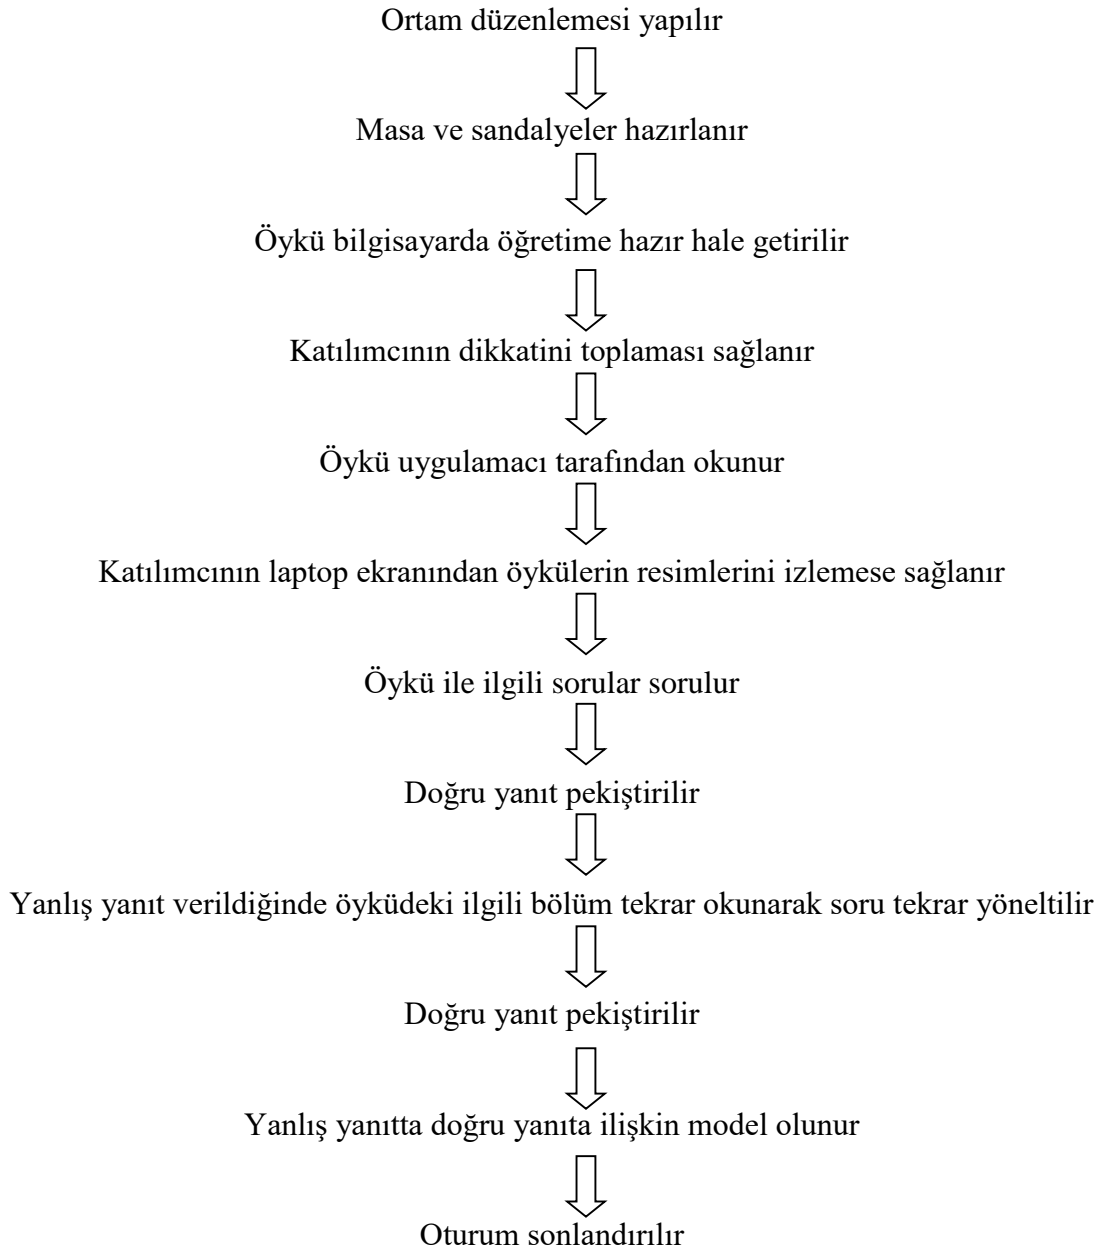 Ortam düzenlemesi yapılır
Masa ve sandalyeler hazırlanır
Öykü bilgisayarda öğretime hazır hale getirilir
Katılımcının dikkatini toplaması sağlanır
Öykü uygulamacı tarafından okunur
Katılımcının laptop ekranından öykülerin resimlerini izlemese sağlanır
Öykü ile ilgili sorular sorulur
Doğru yanıt pekiştirilir
Yanlış yanıt verildiğinde öyküdeki ilgili bölüm tekrar okunarak soru tekrar yöneltilir
Doğru yanıt pekiştirilir
Yanlış yanıtta doğru yanıta ilişkin model olunur
Oturum sonlandırılır